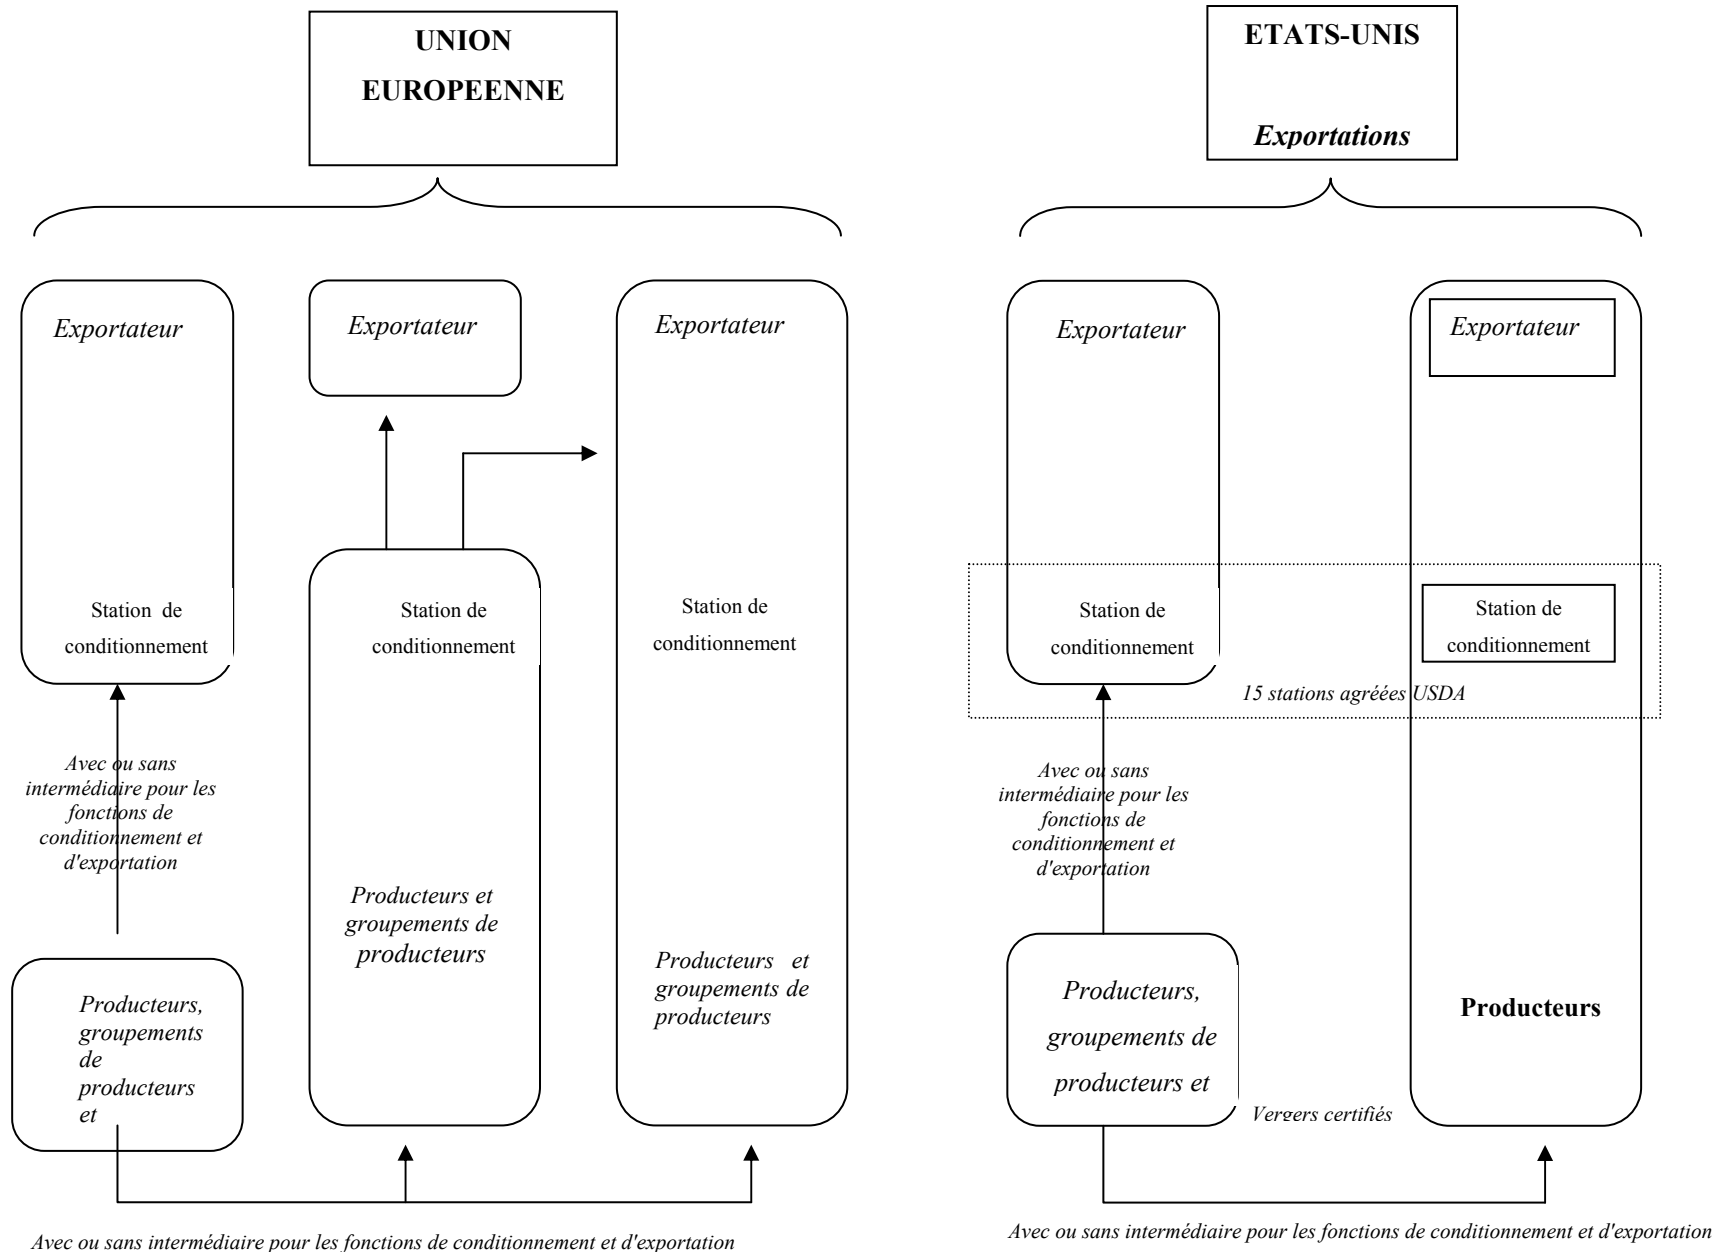 UNION
EUROPEENNE
ETATS-UNIS
Exportations
Exportateur
Exportateur
Exportateur
Exportateur
Exportateur
Station de
conditionnement
Station de
conditionnement
Station de
conditionnement
Station de
conditionnement
Station de
conditionnement
15 stations agréées USDA
Avec ou sans
intermédiaire pour les
fonctions de
conditionnement et
d'exportation
Avec ou sans
intermédiaire pour les
fonctions de
conditionnement et
d'exportation
Producteurs et
groupements de
producteurs
Producteurs et
groupements de
producteurs
Producteurs,
groupements
de
producteurs
et
Producteurs,
groupements de
producteurs et
Producteurs
Vergers certifiés
Avec ou sans intermédiaire pour les fonctions de conditionnement et d'exportation
Avec ou sans intermédiaire pour les fonctions de conditionnement et d'exportation